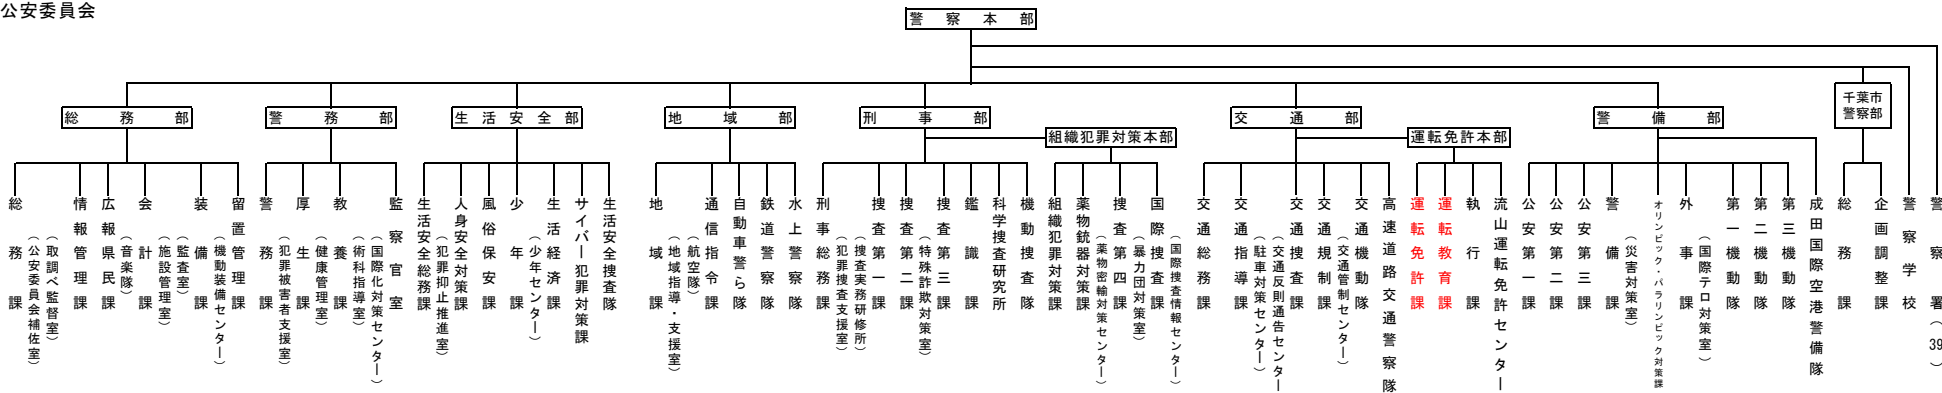 公安委員会
警察本部
総務部
警務部
生活安全部
地域部
刑事部
組織犯罪対策本部
交通部
運転免許本部
警備部
千葉市
警察部
総務課
（公安委員会補佐室）
（取調べ監督室）
情報管理課
広報県民課
（音楽隊）
会計課
（施設管理室）
（監査室）
装備課
（機動装備センター）
留置管理課
警務課
（犯罪被害者支援室）
厚生課
（健康管理室）
教養課
（術科指導室）
（国際化対策センター）
監察官室
生活安全総務課
（犯罪抑止推進室）
人身安全対策課
風俗保安課
少年課
（少年センター）
生活経済課
サイバー犯罪対策課
生活安全捜査隊
地域課
（地域指導・支援室）
（航空隊）
通信指令課
自動車警ら隊
鉄道警察隊
水上警察隊
刑事総務課
（犯罪捜査支援室）
（捜査実務研修所）
捜査第一課
捜査第二課
（特殊詐欺対策室）
捜査第三課
鑑識課
科学捜査研究所
機動捜査隊
組織犯罪対策課
薬物銃器対策課
（薬物密輸対策センター）
捜査第四課
（暴力団対策室）
国際捜査課
（国際捜査情報センター）
交通総務課
交通指導課
（駐車対策センター）
（交通反則通告センター
交通捜査課
交通規制課
（交通管制センター）
交通機動隊
高速道路交通警察隊
運転免許課
運転教育課
執行課
流山運転免許センター
公安第一課
公安第二課
公安第三課
警備課
（災害対策室）
オリンピック・パラリンピック対策課
外事課
（国際テロ対策室）
第一機動隊
第二機動隊
第三機動隊
成田国際空港警備隊
総務課
企画調整課
警察学校
警察署（39）